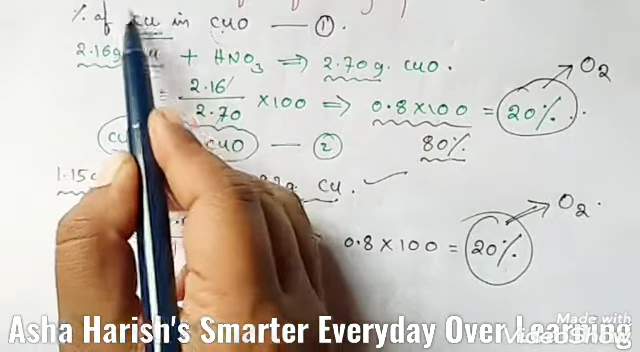 % of Cu in CuO — ①
2.16g + HNO3 ⇒ 2.70g. CuO.
= 2.16/2.70 ×100 ⇒ 0.8×100 = 20%. → O2
80%
CuO — ②
g. Cu.
0.8×100 = 20% → O2.
Made with
VideoShow
Asha Harish's Smarter Everyday Over Learning